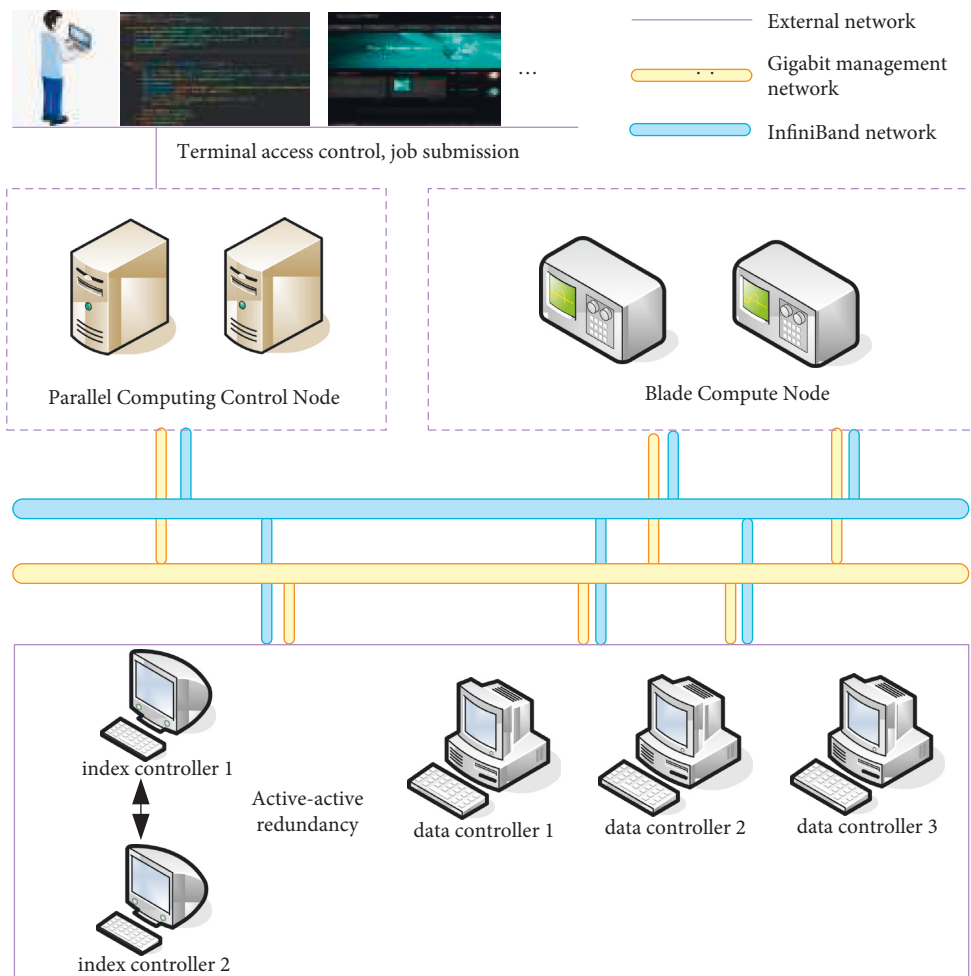 External network
Gigabit management
network
InfiniBand network
...
Terminal access control, job submission
Parallel Computing Control Node
Blade Compute Node
index controller 1
Active-active
redundancy
data controller 1
data controller 2
data controller 3
index controller 2